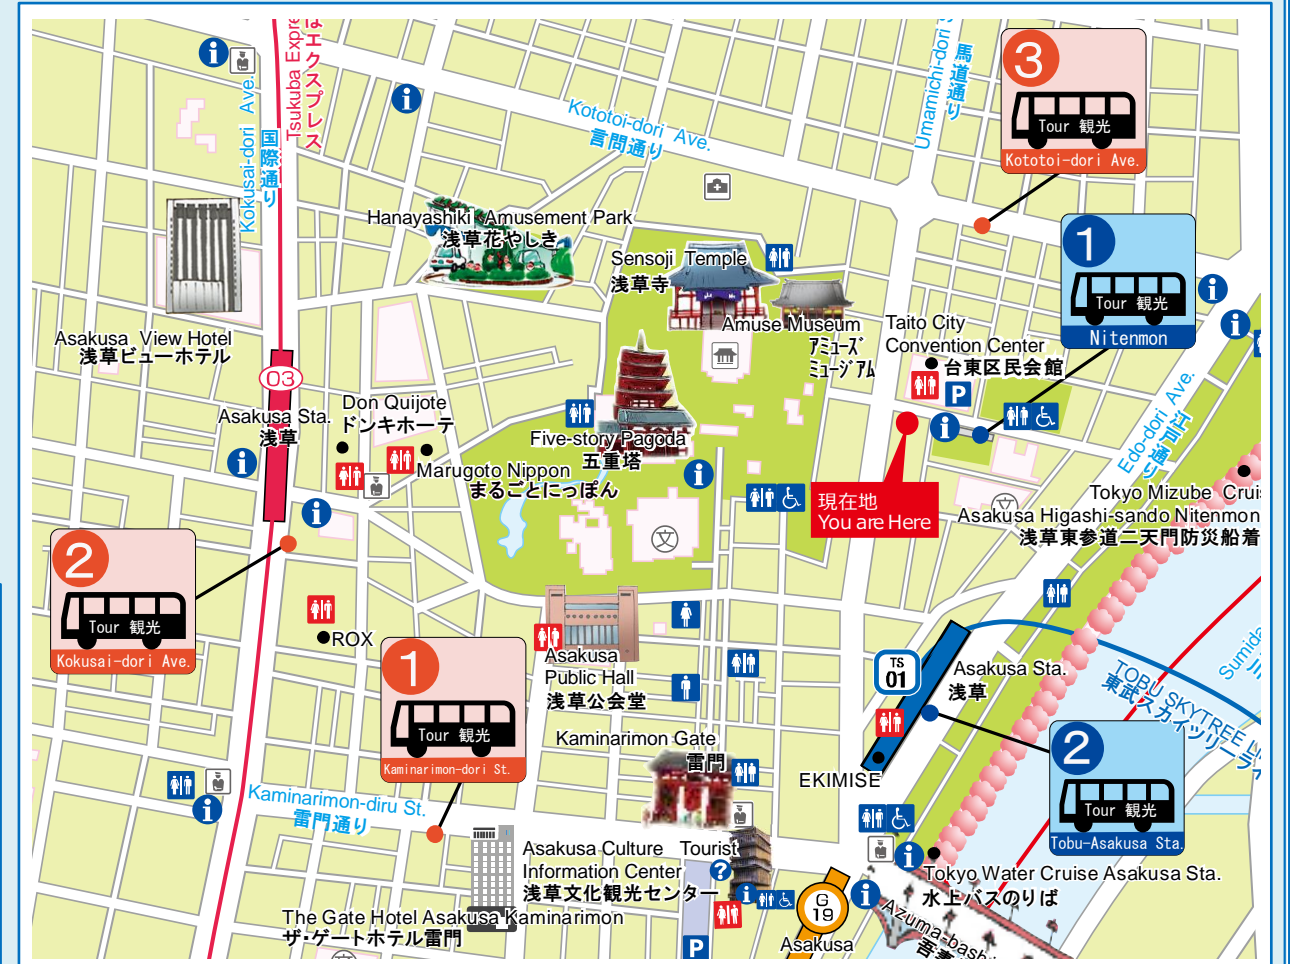 Tsukuba Expre
ばエクスプレス
Kokusai-dori Ave.
国際通り
Kototoi-dori Ave.
言問通り
Umamichi-dori
馬道通り
3
Tour 観光
Kototoi-dori Ave.
1
Tour 観光
Nitenmon
Hanayashiki Amusement Park
浅草花やしき
Sensoji Temple
浅草寺
Amuse Museum
アミューズ
ミュージアム
Taito City
Convention Center
台東区民会館
P
Asakusa View Hotel
浅草ビューホテル
03
Asakusa Sta.
浅草
Don Quijote
ドンキホーテ
Marugoto Nippon
まるごとにっぽん
Five-story Pagoda
五重塔
文
現在地
You are Here
Edo-dori Ave.
江戸通り
文
Tokyo Mizube Crui
Asakusa Higashi-sando Nitenmon
浅草東参道二天門防災船着
2
Tour 観光
Kokusai-dori Ave.
ROX
1
Tour 観光
Kaminarimon-dori St.
Asakusa
Public Hall
浅草公会堂
Kaminarimon Gate
雷門
TS
01
Asakusa Sta.
浅草
EKIMISE
TOBU SKYTREE L
東武スカイツリーラ
Sumida
川
2
Tour 観光
Tobu-Asakusa Sta.
Kaminarimon-diru St.
雷門通り
Asakusa Culture Tourist
Information Center
浅草文化観光センター
?
P
The Gate Hotel Asakusa Kaminarimon
ザ・ゲートホテル雷門
G
19
Asakusa
Tokyo Water Cruise Asakusa Sta.
水上バスのりば
Azuma-bashi
吾妻